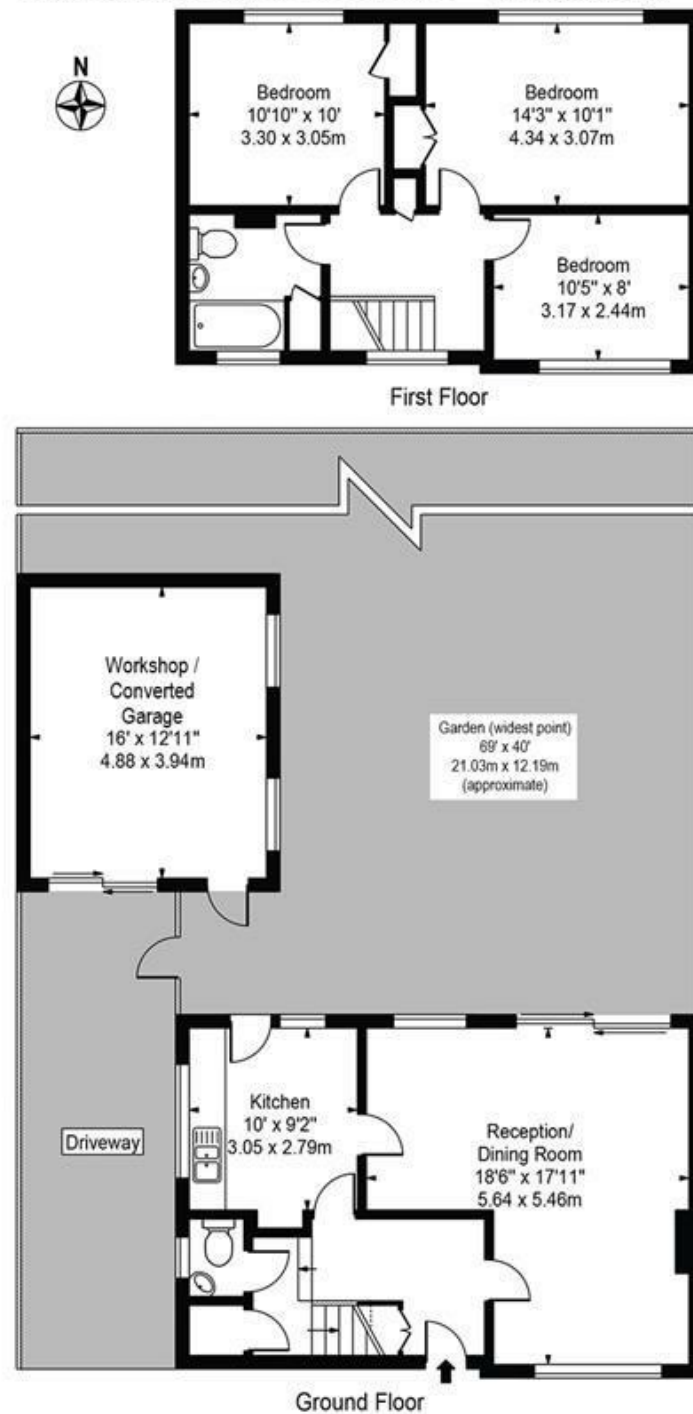 N
Bedroom
10'10" x 10'
3.30 x 3.05m
Bedroom
14'3" x 10'1"
4.34 x 3.07m
Bedroom
10'5" x 8'
3.17 x 2.44m
First Floor
Workshop /
Converted
Garage
16' x 12'11"
4.88 x 3.94m
Garden (widest point)
69' x 40'
21.03m x 12.19m
(approximate)
Driveway
Kitchen
10' x 9'2"
3.05 x 2.79m
Reception/
Dining Room
18'6" x 17'11"
5.64 x 5.46m
Ground Floor